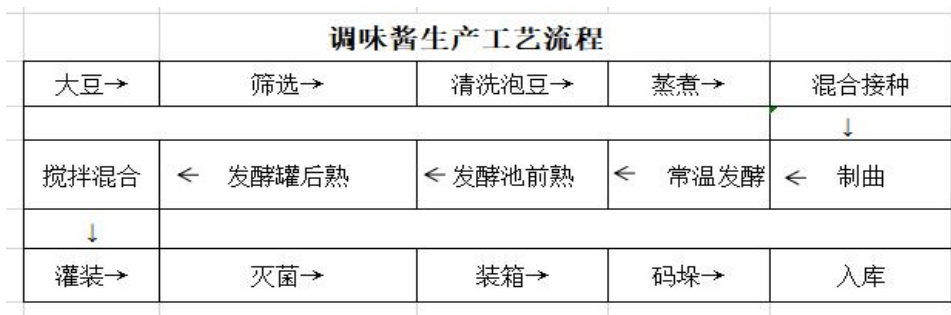 调味酱生产工艺流程
大豆→ 筛选→ 清洗泡豆→ 蒸煮→ 混合接种
↓
搅拌混合 ← 发酵罐后熟 ← 发酵池前熟 ← 常温发酵 ← 制曲
↓
灌装→ 灭菌→ 装箱→ 码垛→ 入库